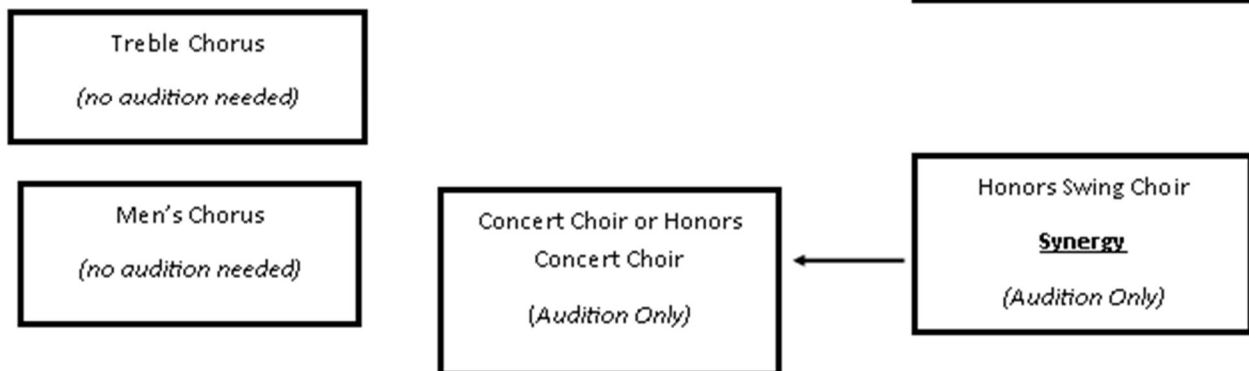 Treble Chorus
(no audition needed)
Men’s Chorus
(no audition needed)
Concert Choir or Honors
Concert Choir
(Audition Only)
Honors Swing Choir
Synergy
(Audition Only)